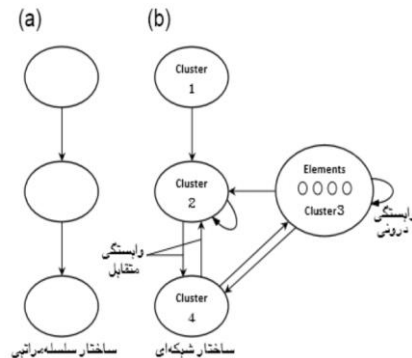 (a)
(b)
Cluster
1
Cluster
2
Elements
Cluster3
وابستگی
درونی
وابستگی
متقابل
Cluster
4
ساختار سلسله‌مراتبی
ساختار شبکه‌ای